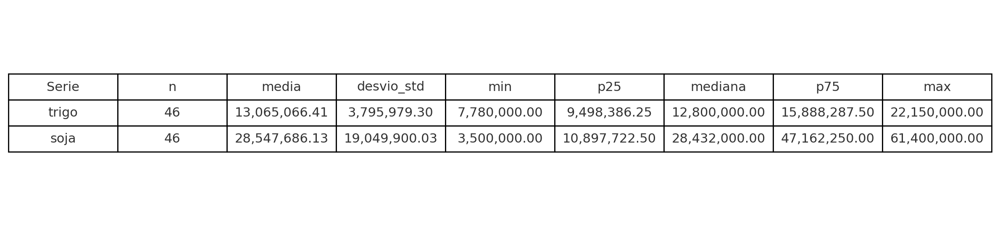 Serie n media desvio_std min p25 mediana p75 max
trigo 46 13,065,066.41 3,795,979.30 7,780,000.00 9,498,386.25 12,800,000.00 15,888,287.50 22,150,000.00
soja 46 28,547,686.13 19,049,900.03 3,500,000.00 10,897,722.50 28,432,000.00 47,162,250.00 61,400,000.00